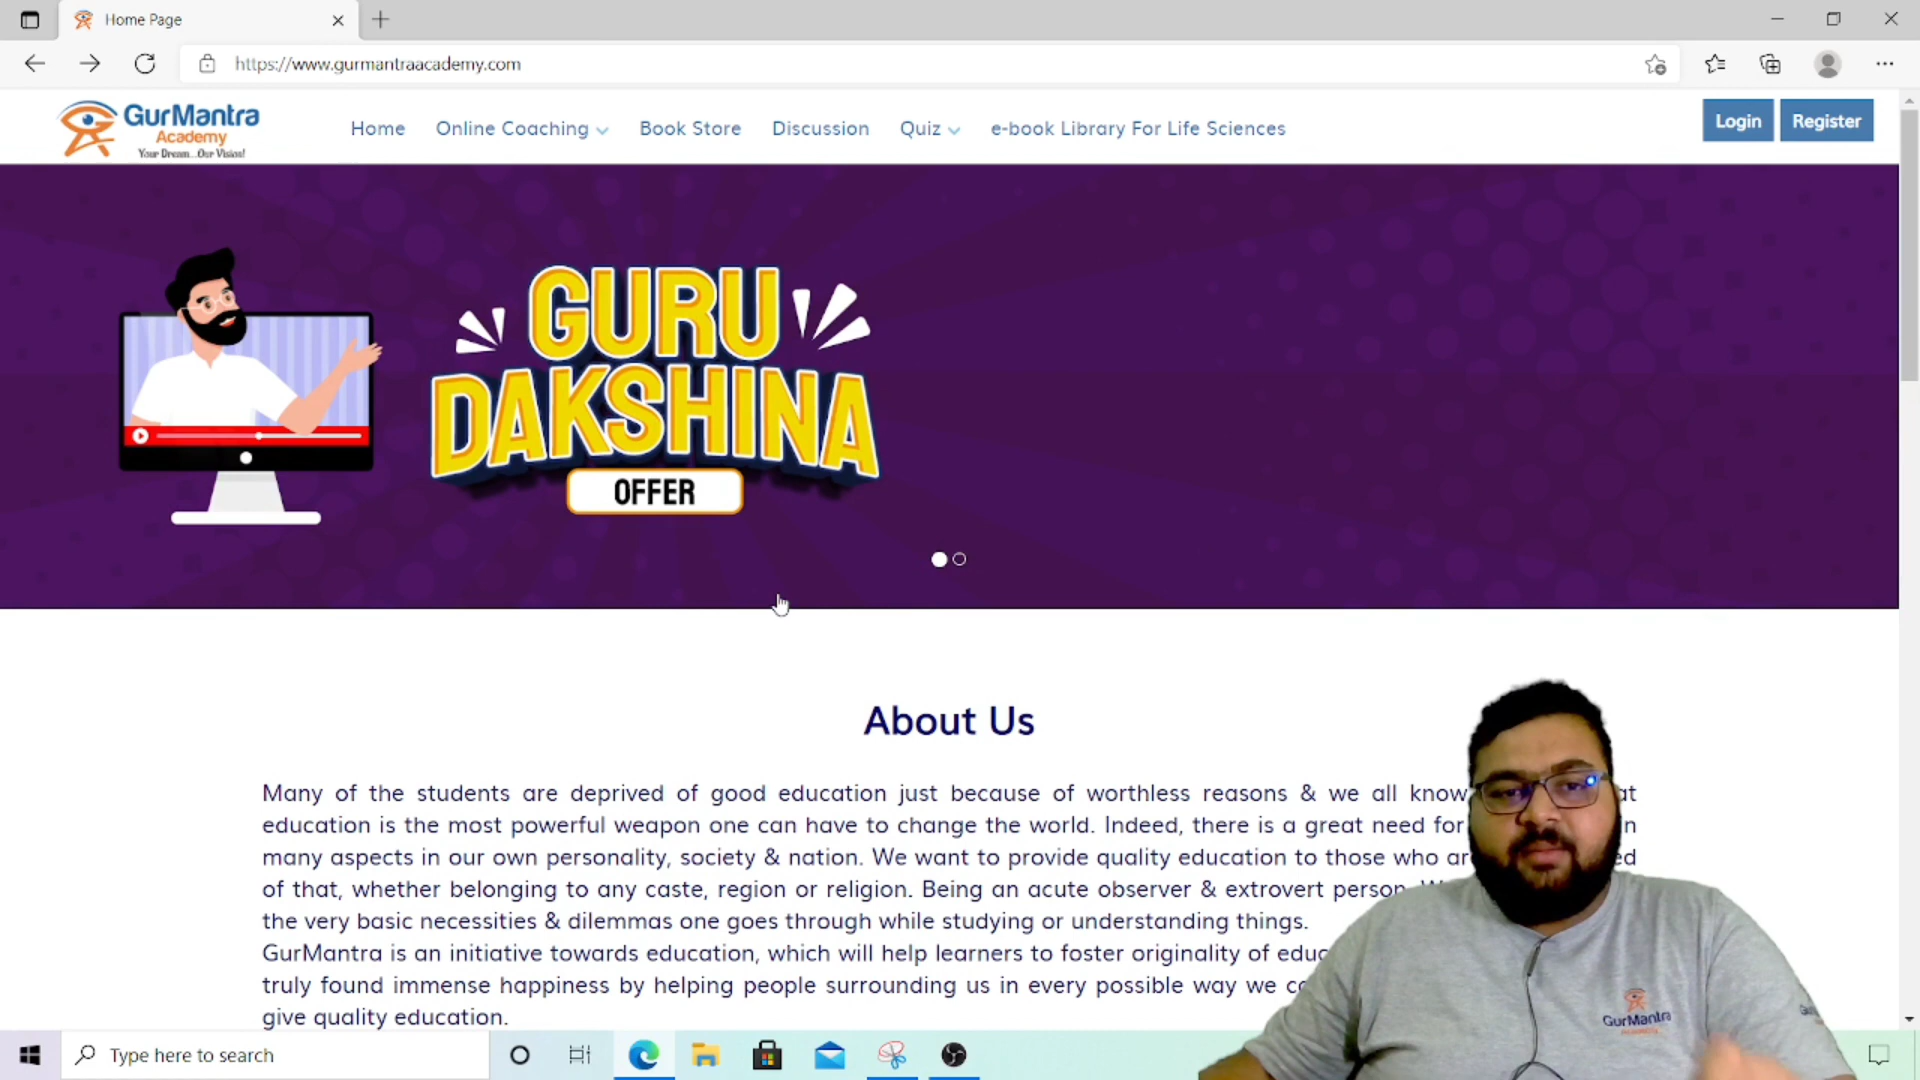 Home Page
https://www.gurmantraacademy.com
GurMantra
Academy
Your Dream...Our Vision!
Home
Online Coaching
Book Store
Discussion
Quiz
e-book Library For Life Sciences
Login
Register
GURU
DAKSHINA
OFFER
About Us
Many of the students are deprived of good education just because of worthless reasons & we all know at
education is the most powerful weapon one can have to change the world. Indeed, there is a great need for
many aspects in our own personality, society & nation. We want to provide quality education to those who
of that, whether belonging to any caste, region or religion. Being an acute observer & extrovert person
the very basic necessities & dilemmas one goes through while studying or understanding things.
GurMantra is an initiative towards education, which will help learners to foster originality of educ
truly found immense happiness by helping people surrounding us in every possible way we
give quality education.
GurMantra
Type here to search